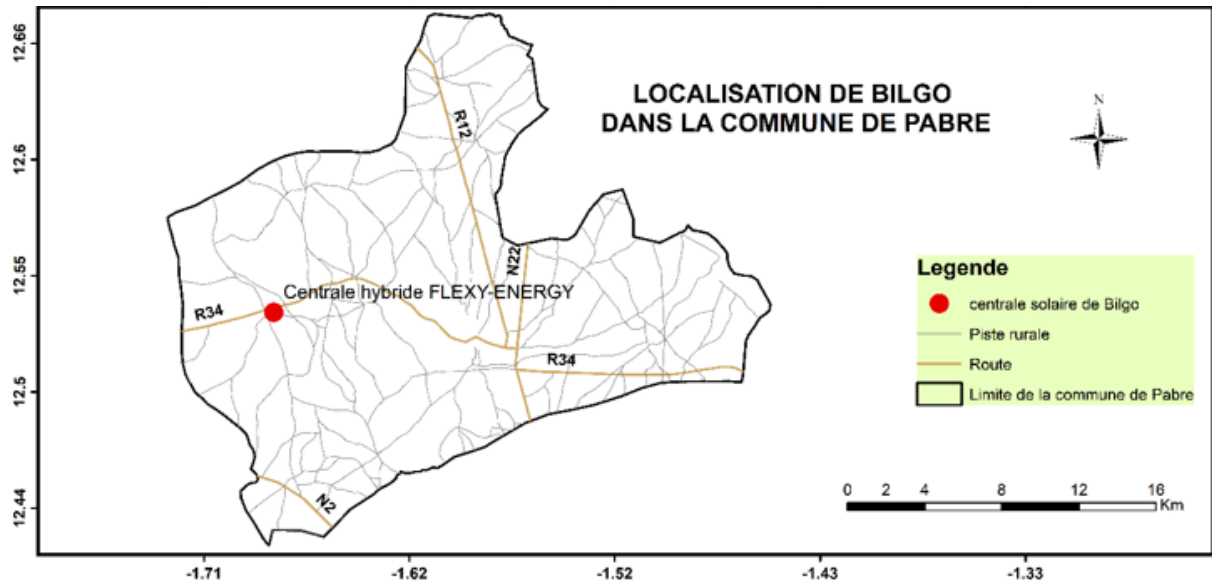 LOCALISATION DE BILGO
DANS LA COMMUNE DE PABRE
N
12.66
12.6
12.55
12.5
12.44
R12
N22
Centrale hybride FLEXY-ENERGY
R34
R34
N2
Legende
centrale solaire de Bilgo
Piste rurale
Route
Limite de la commune de Pabre
0 2 4 8 12 16
Km
-1.71 -1.62 -1.52 -1.43 -1.33